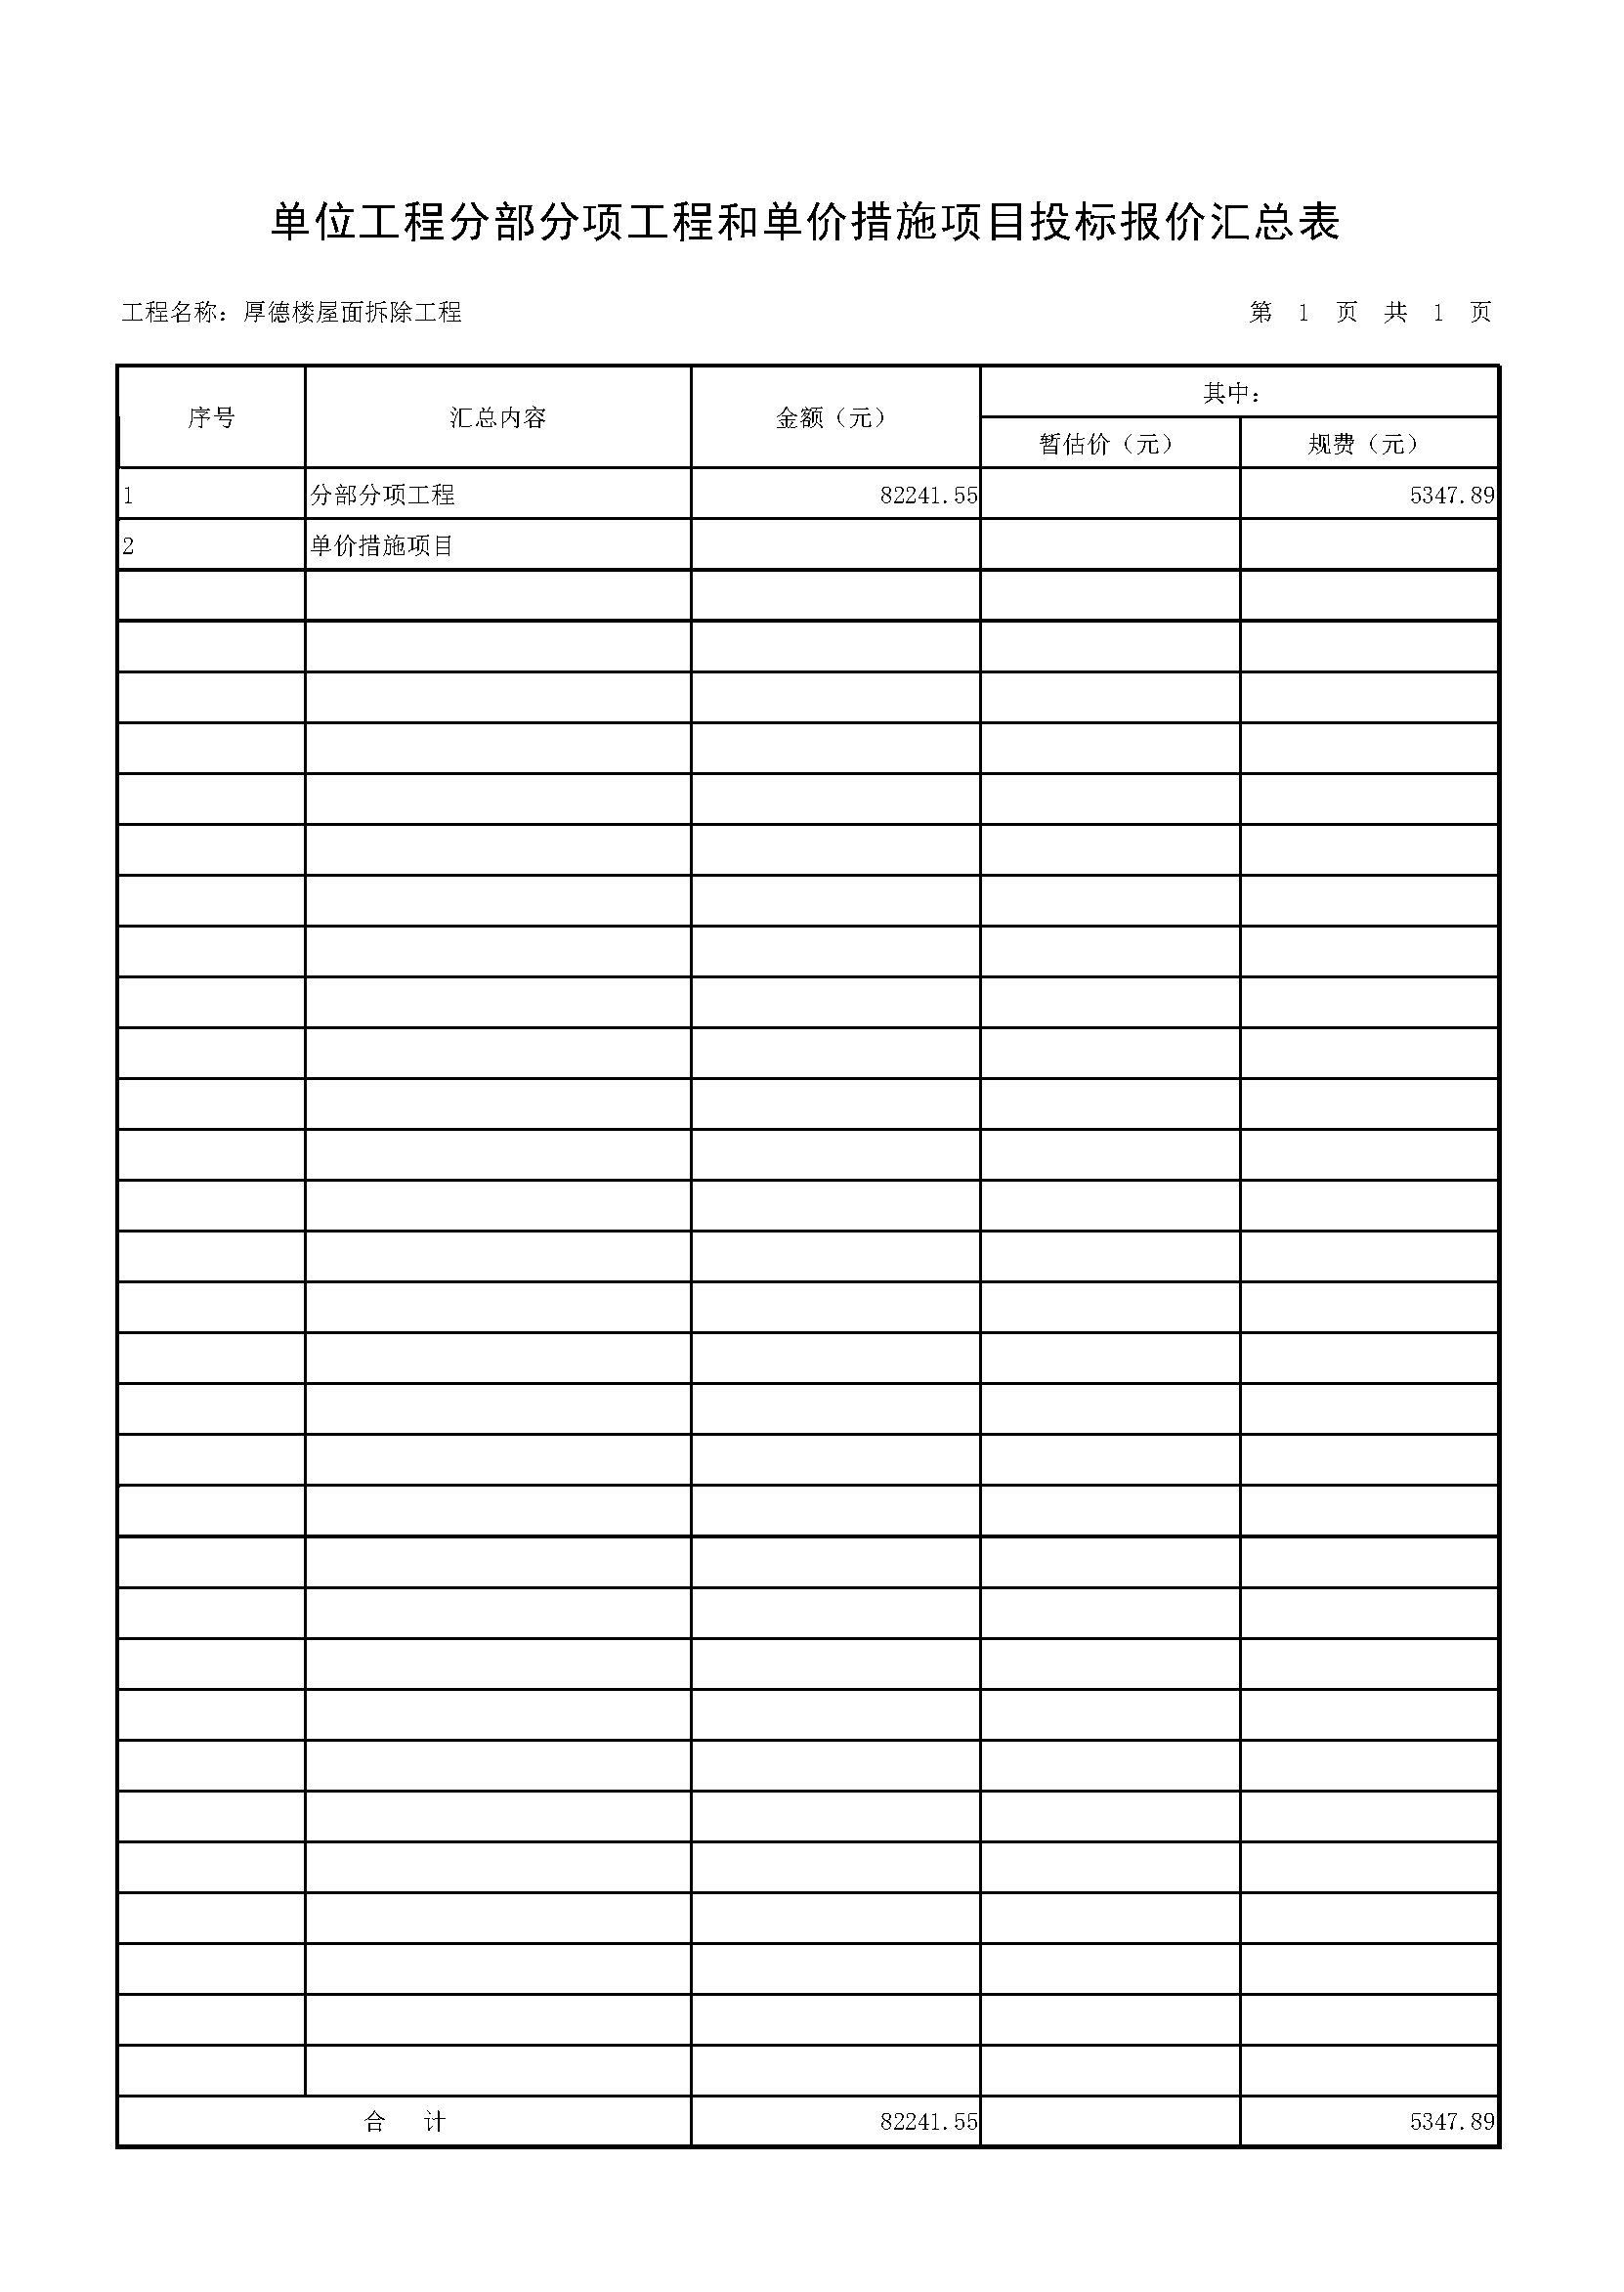 单位工程分部分项工程和单价措施项目投标报价汇总表
工程名称：厚德楼屋面拆除工程 第 1 页 共 1 页
序号 汇总内容 金额（元） 其中：
暂估价（元） 规费（元）
1 分部分项工程 82241.55 5347.89
2 单价措施项目
合 计 82241.55 5347.89